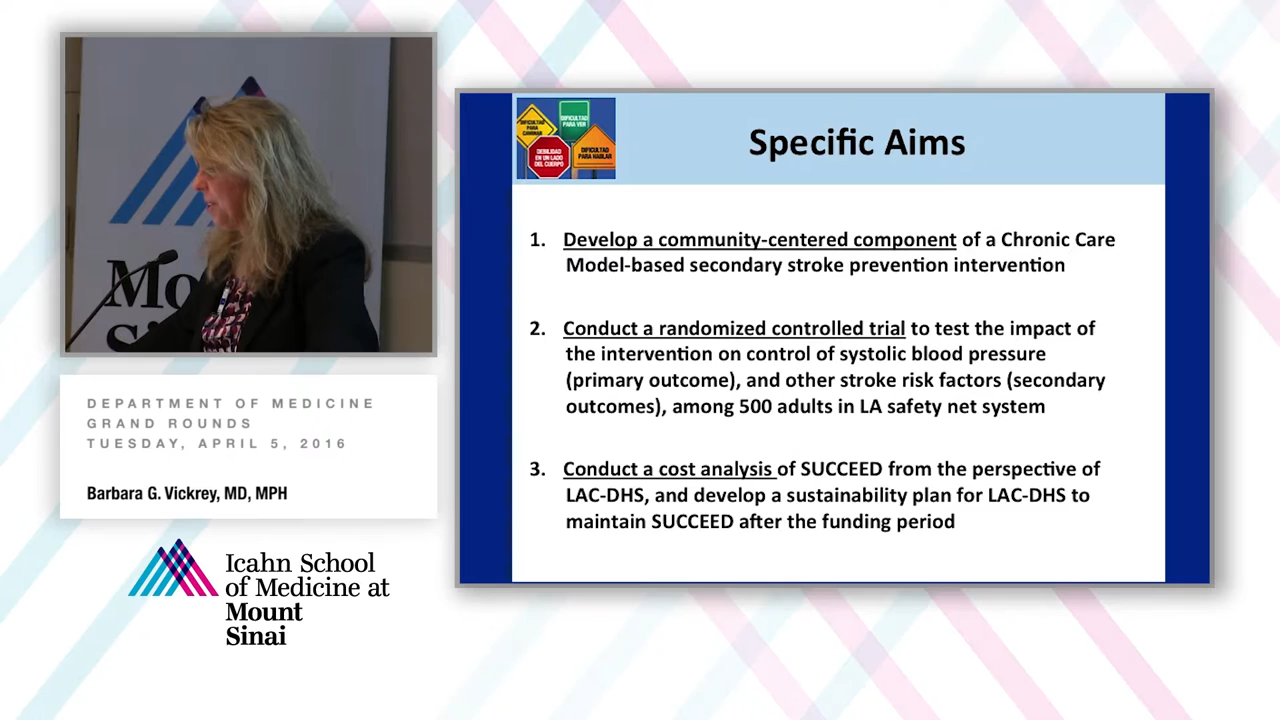 Mo
Sin
DEPARTMENT OF MEDICINE
GRAND ROUNDS
TUESDAY, APRIL 5, 2016
Barbara G. Vickrey, MD, MPH
Icahn School
of Medicine at
Mount
Sinai
DIFICULTAD
PARA
CAMINAR
DIFICULTAD
PARA VER
DEBILIDAD
EN UN LADO
DEL CUERPO
DIFICULTAD
PARA HABLAR
Specific Aims
1. Develop a community-centered component of a Chronic Care
Model-based secondary stroke prevention intervention
2. Conduct a randomized controlled trial to test the impact of
the intervention on control of systolic blood pressure
(primary outcome), and other stroke risk factors (secondary
outcomes), among 500 adults in LA safety net system
3. Conduct a cost analysis of SUCCEED from the perspective of
LAC-DHS, and develop a sustainability plan for LAC-DHS to
maintain SUCCEED after the funding period